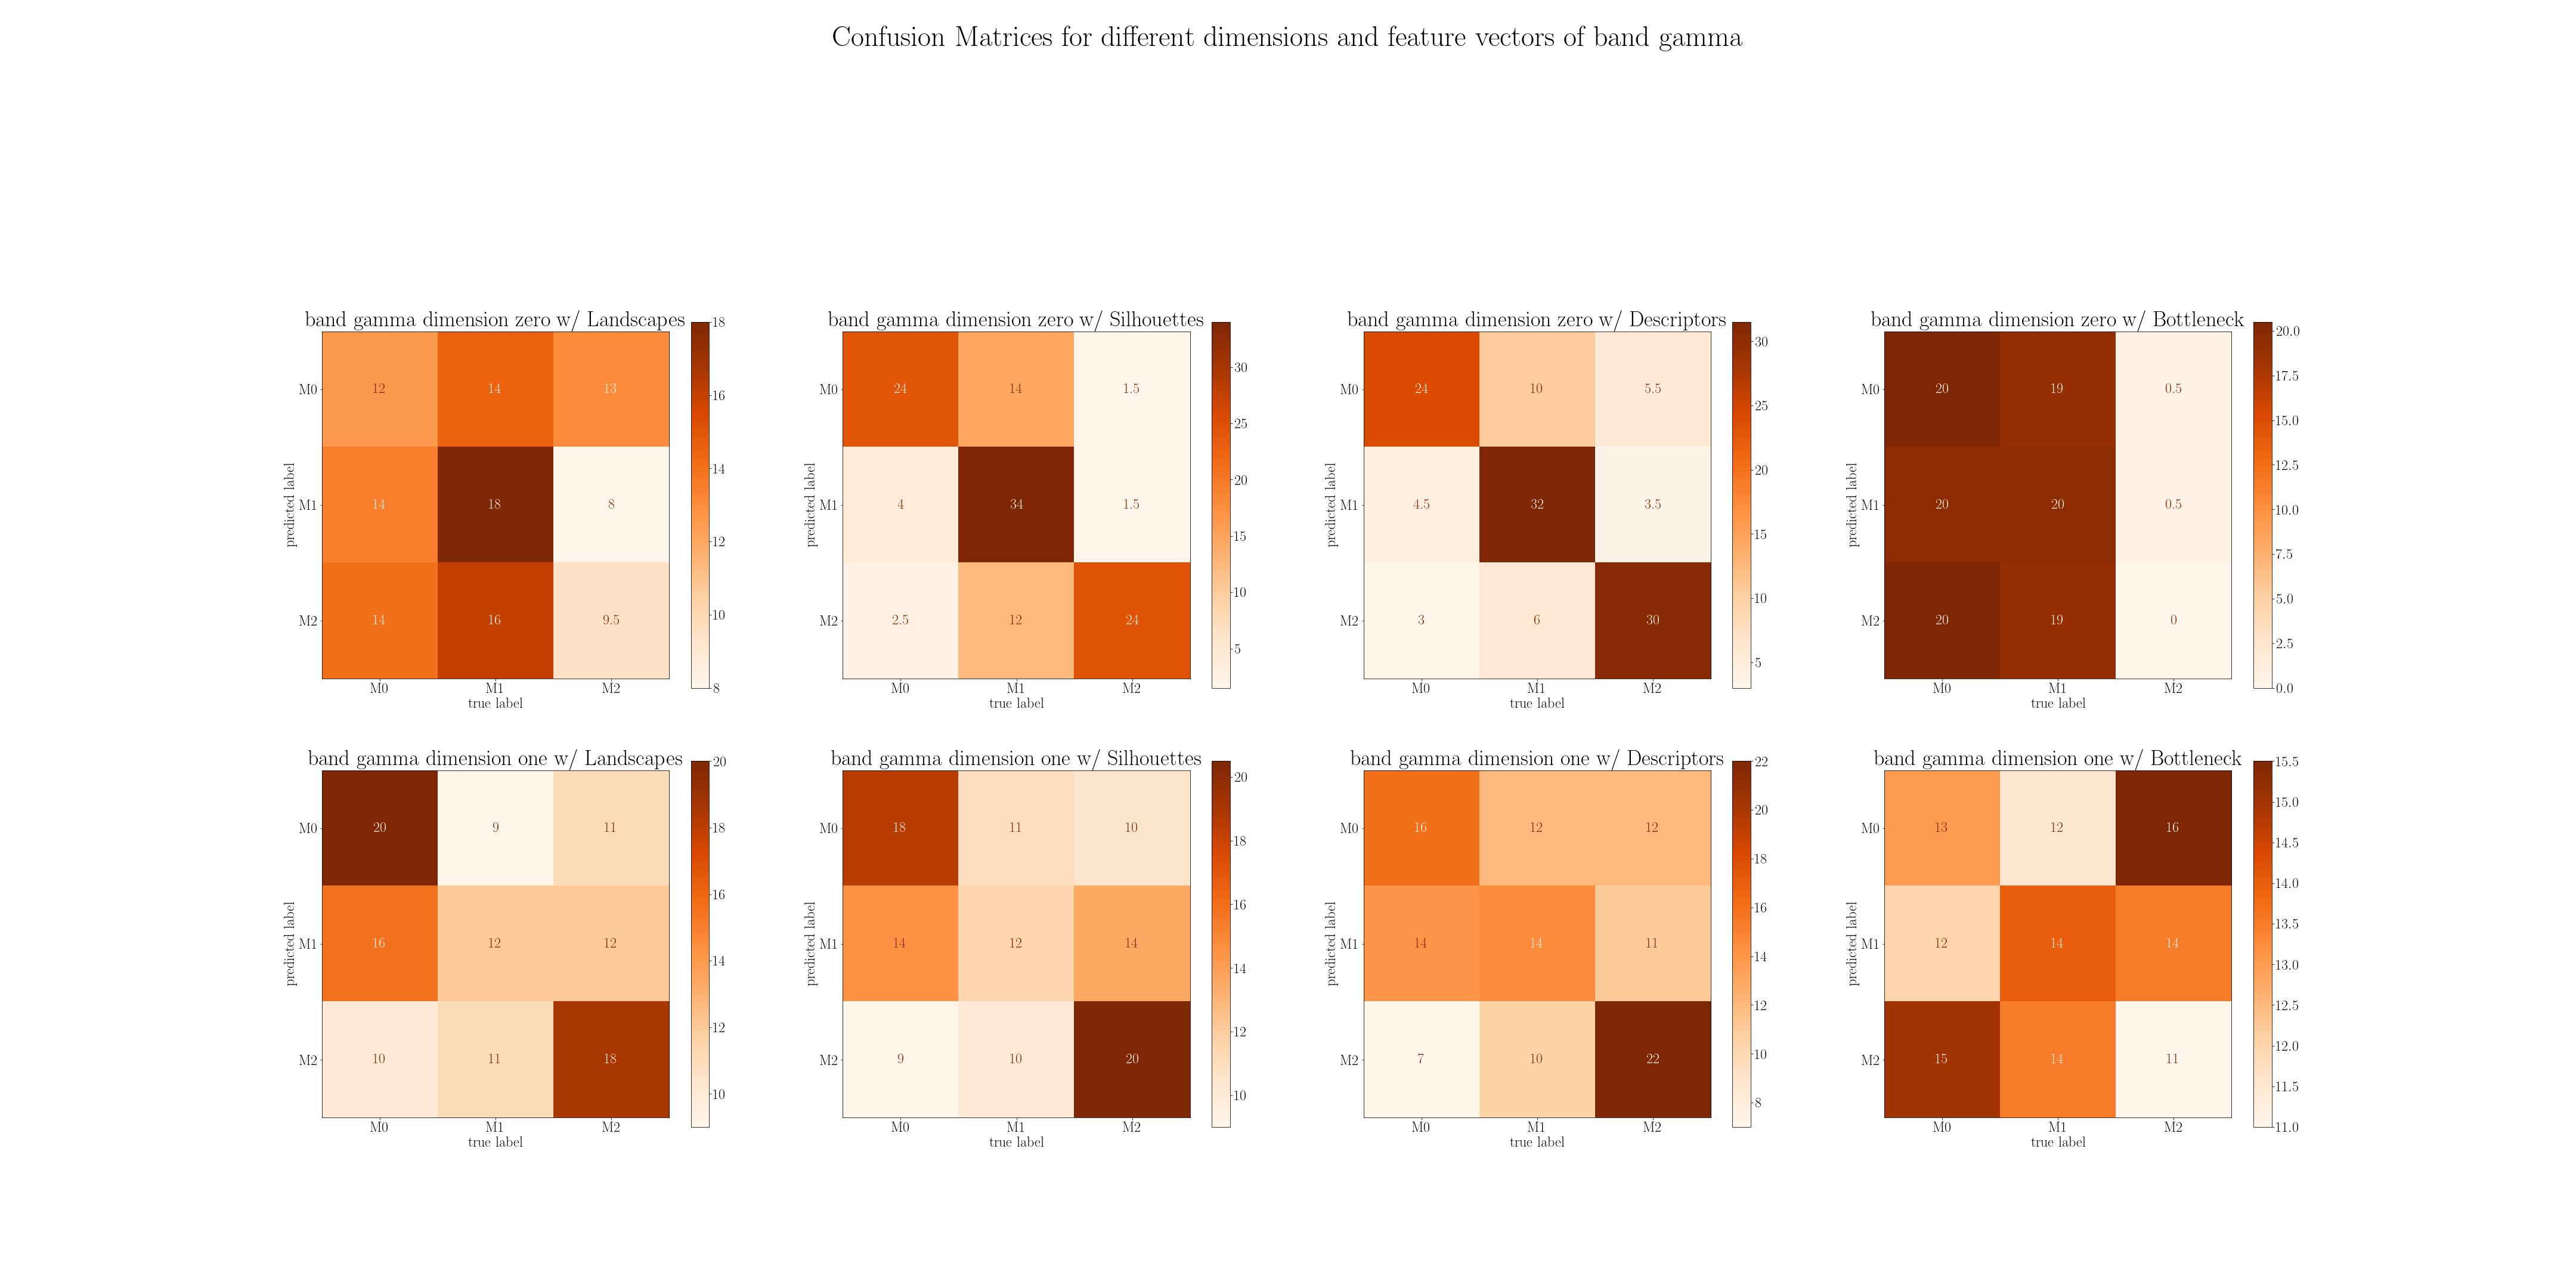 Confusion Matrices for different dimensions and feature vectors of band gamma
band gamma dimension zero w/ Landscapes
predicted label
M0 12 14 13
M1 14 18 8
M2 14 16 9.5
M0 M1 M2
true label
18
16
14
12
10
8
band gamma dimension zero w/ Silhouettes
predicted label
M0 24 14 1.5
M1 4 34 1.5
M2 2.5 12 24
M0 M1 M2
true label
30
25
20
15
10
5
band gamma dimension zero w/ Descriptors
predicted label
M0 24 10 5.5
M1 4.5 32 3.5
M2 3 6 30
M0 M1 M2
true label
30
25
20
15
10
5
band gamma dimension zero w/ Bottleneck
predicted label
M0 20 19 0.5
M1 20 20 0.5
M2 20 19 0
M0 M1 M2
true label
20.0
17.5
15.0
12.5
10.0
7.5
5.0
2.5
0.0
band gamma dimension one w/ Landscapes
predicted label
M0 20 9 11
M1 16 12 12
M2 10 11 18
M0 M1 M2
true label
20
18
16
14
12
10
band gamma dimension one w/ Silhouettes
predicted label
M0 18 11 10
M1 14 12 14
M2 9 10 20
M0 M1 M2
true label
20
18
16
14
12
10
band gamma dimension one w/ Descriptors
predicted label
M0 16 12 12
M1 14 14 11
M2 7 10 22
M0 M1 M2
true label
22
20
18
16
14
12
10
8
band gamma dimension one w/ Bottleneck
predicted label
M0 13 12 16
M1 12 14 14
M2 15 14 11
M0 M1 M2
true label
15.5
15.0
14.5
14.0
13.5
13.0
12.5
12.0
11.5
11.0